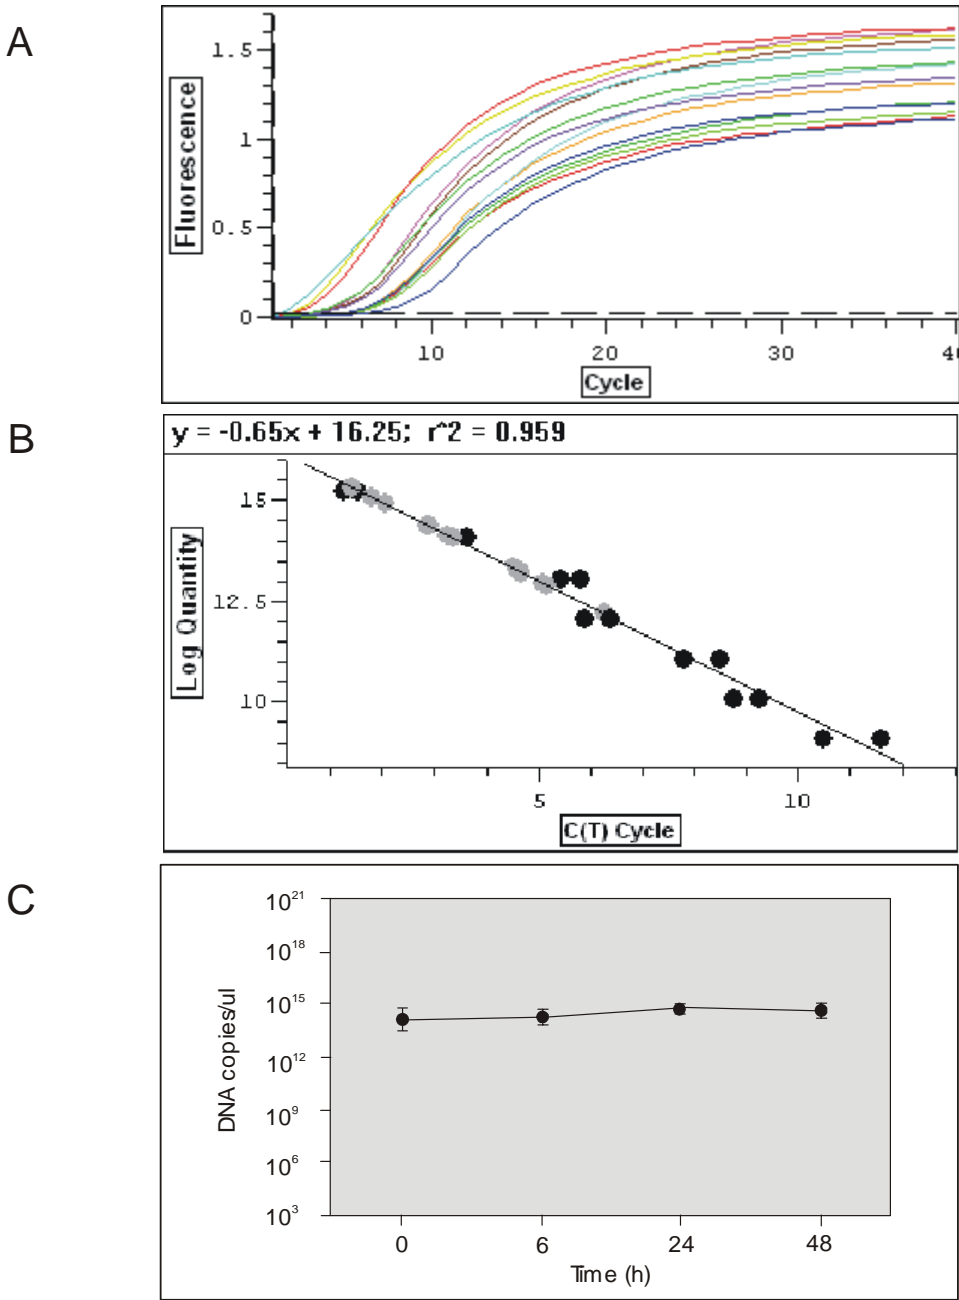 A
Fluorescence
1.5
1
0.5
0
10 20 30 40
Cycle
B
y = -0.65x + 16.25; r^2 = 0.959
Log Quantity
15
12.5
10
5 10
C(T) Cycle
C
DNA copies/ul
10²¹
10¹⁸
10¹⁵
10¹²
10⁹
10⁶
10³
0 6 24 48
Time (h)